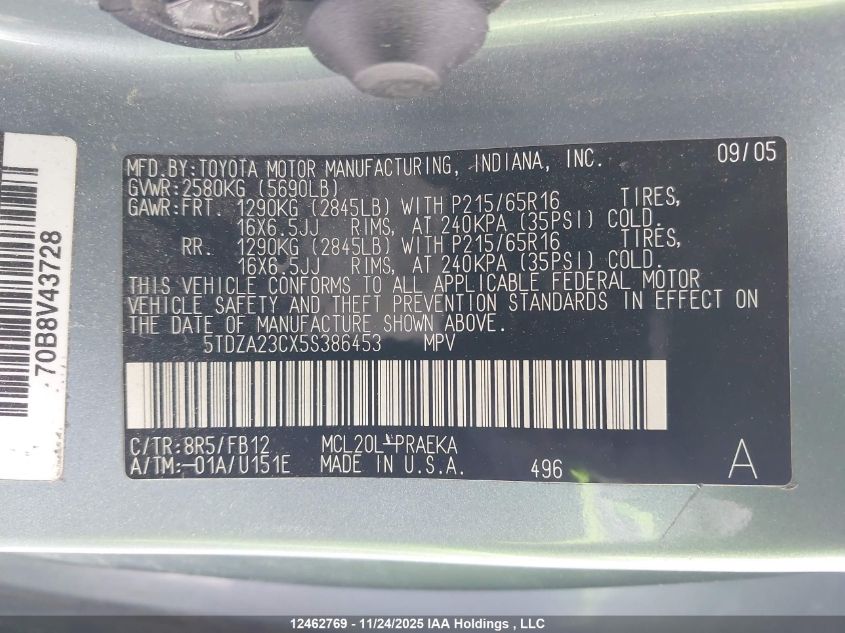 MFD.BY:TOYOTA MOTOR MANUFACTURING, INDIANA, INC. 09/05
GVWR:2580KG (5690LB)
GAWR:FRT. 1290KG (2845LB) WITH P215/65R16 TIRES,
16X6.5JJ RIMS, AT 240KPA (35PSI) COLD.
RR. 1290KG (2845LB) WITH P215/65R16 TIRES,
16X6.5JJ RIMS, AT 240KPA (35PSI) COLD.
THIS VEHICLE CONFORMS TO ALL APPLICABLE FEDERAL MOTOR
VEHICLE SAFETY AND THEFT PREVENTION STANDARDS IN EFFECT ON
THE DATE OF MANUFACTURE SHOWN ABOVE.
5TDZA23CX5S386453 MPV
C/TR:8R5/FB12 MCL20L-PRAEKA
A/TM:-01A/U151E MADE IN U.S.A. 496 A
70B8V43728
12462769 - 11/24/2025 IAA Holdings , LLC